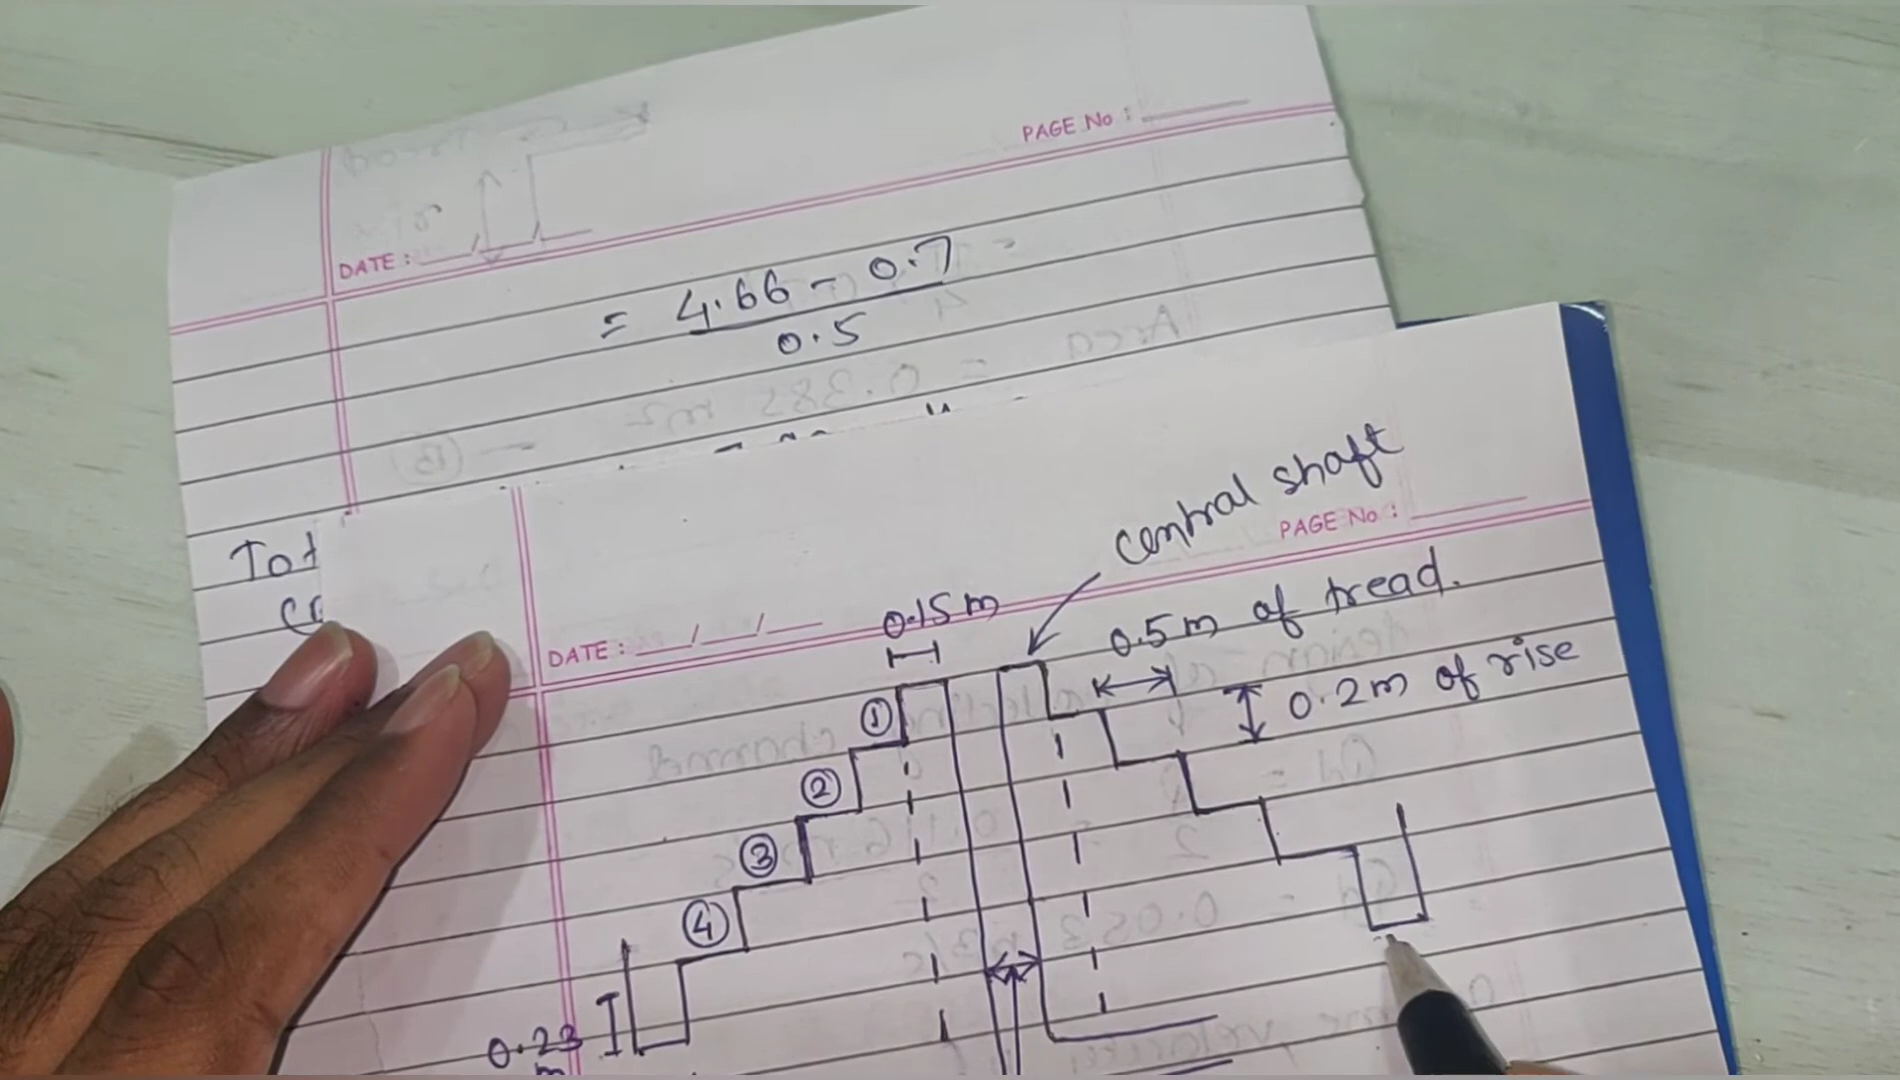 PAGE No :
DATE :
= 4.66 - 0.7
0.5
Tot
central shaft
PAGE No :
DATE : / /
0.15 m
0.5 m of tread.
0.2 m of rise
①
②
③
④
0.23
m